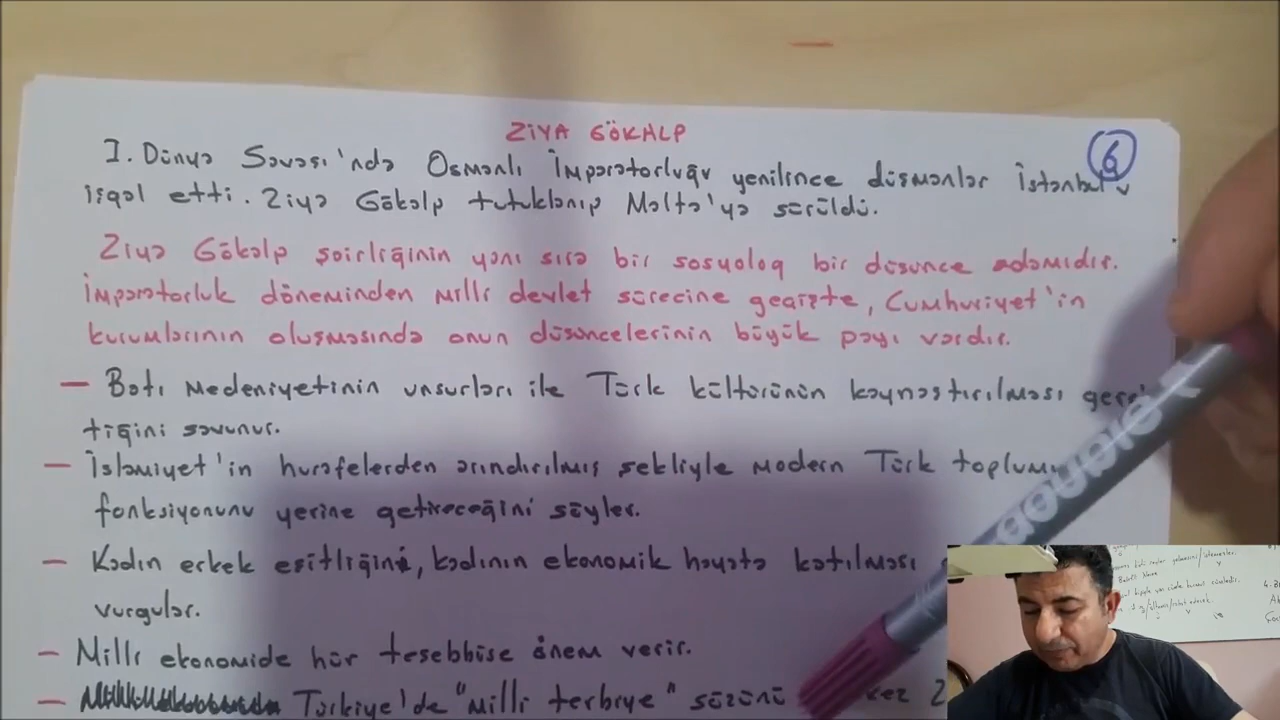 ZİYA GÖKALP
6
I. Dünya Savaşı'nda Osmanlı İmparatorluğu yenilince düşmanlar İstanbul'u
işgal etti. Ziya Gökalp tutuklanıp Malta'ya sürüldü.
Ziya Gökalp şairliğinin yanı sıra bir sosyolog bir düşünce adamıdır.
İmparatorluk döneminden milli devlet sürecine geçişte, Cumhuriyet'in
kurumlarının oluşmasında onun düşüncelerinin büyük payı vardır.
— Batı medeniyetinin unsurları ile Türk kültürünün kaynaştırılması gerek
tiğini savunur.
— İslamiyet'in hurafelerden arındırılmış şekliyle modern Türk
fonksiyonunu yerine getireceğini söyler.
— Kadın erkek eşitliğini, kadının ekonomik hayata katılması
vurgular.
— Milli ekonomide hür teşebbüse önem verir.
— Türkiye'de "milli terbiye" sözünü